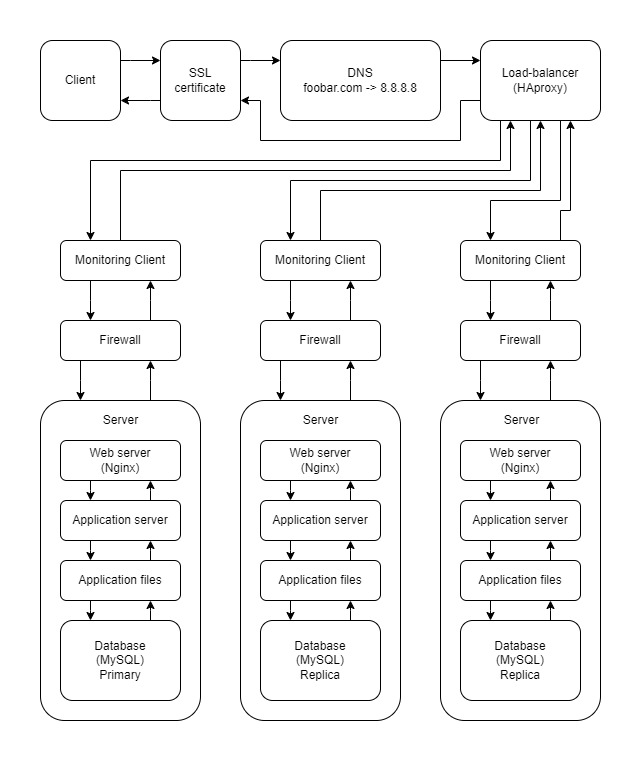 Client
SSL
certificate
DNS
foobar.com -> 8.8.8.8
Load-balancer
(HAproxy)
Monitoring Client
Monitoring Client
Monitoring Client
Firewall
Firewall
Firewall
Server
Web server
(Nginx)
Application server
Application files
Database
(MySQL)
Primary
Server
Web server
(Nginx)
Application server
Application files
Database
(MySQL)
Replica
Server
Web server
(Nginx)
Application server
Application files
Database
(MySQL)
Replica